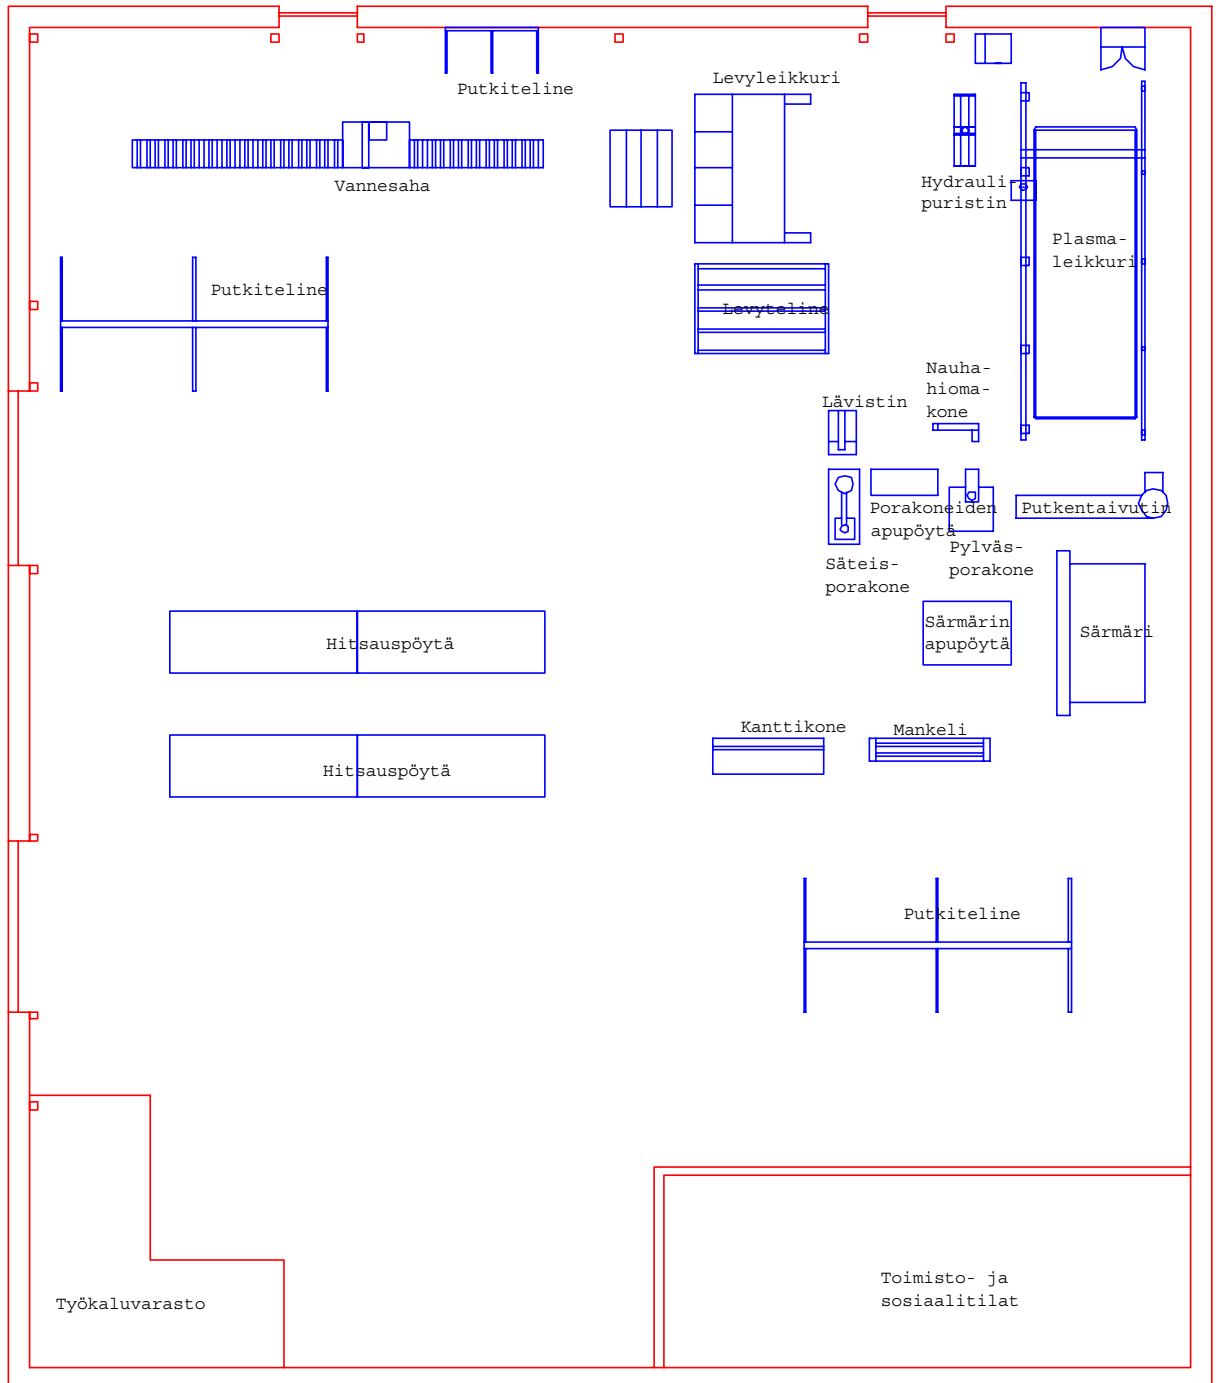 Levyleikkuri
Putkiteline
Vannesaha
Hydrauli-
puristin
Plasma-
leikkuri
Putkiteline
Levyteline
Nauha-
hioma-
kone
Lävistin
Porakoneiden
apupöytä
Putkentaivutin
Pylväs-
porakone
Säteis-
porakone
Särmärin
apupöytä
Särmäri
Hitsauspöytä
Kanttikone
Mankeli
Hitsauspöytä
Putkiteline
Toimisto- ja
sosiaalitilat
Työkaluvarasto